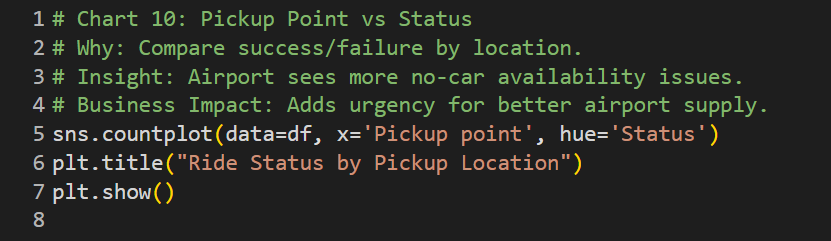 1 # Chart 10: Pickup Point vs Status
2 # Why: Compare success/failure by location.
3 # Insight: Airport sees more no-car availability issues.
4 # Business Impact: Adds urgency for better airport supply.
5 sns.countplot(data=df, x='Pickup point', hue='Status')
6 plt.title("Ride Status by Pickup Location")
7 plt.show()
8